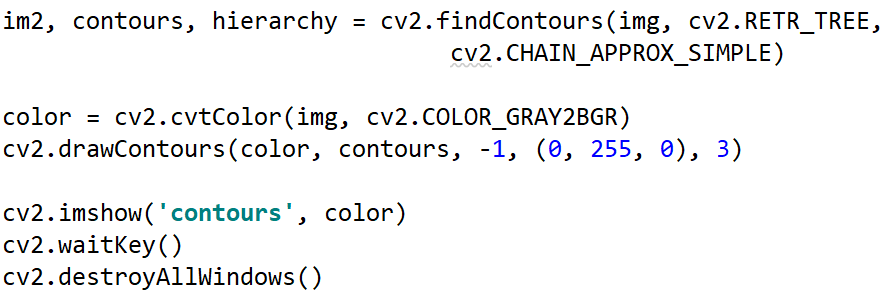 im2, contours, hierarchy = cv2.findContours(img, cv2.RETR_TREE,
cv2.CHAIN_APPROX_SIMPLE)
color = cv2.cvtColor(img, cv2.COLOR_GRAY2BGR)
cv2.drawContours(color, contours, -1, (0, 255, 0), 3)
cv2.imshow('contours', color)
cv2.waitKey()
cv2.destroyAllWindows()